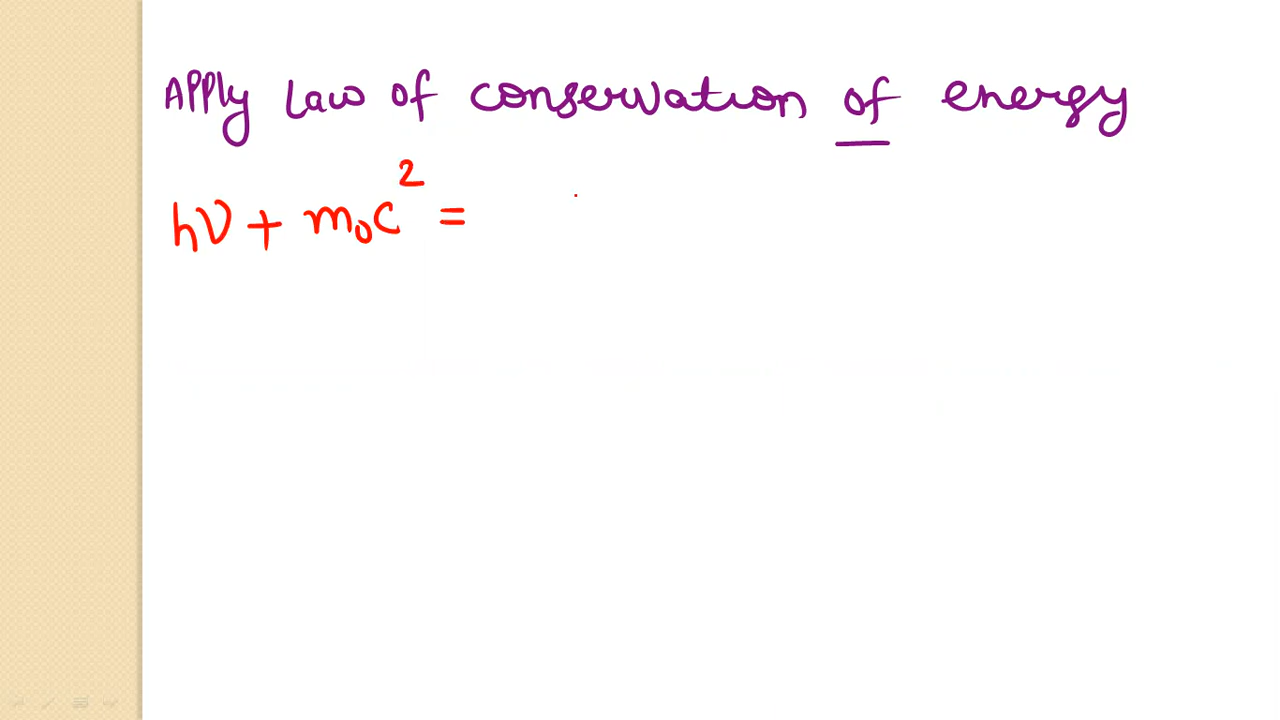 Apply Law of conservation of energy
hν + m₀c² =